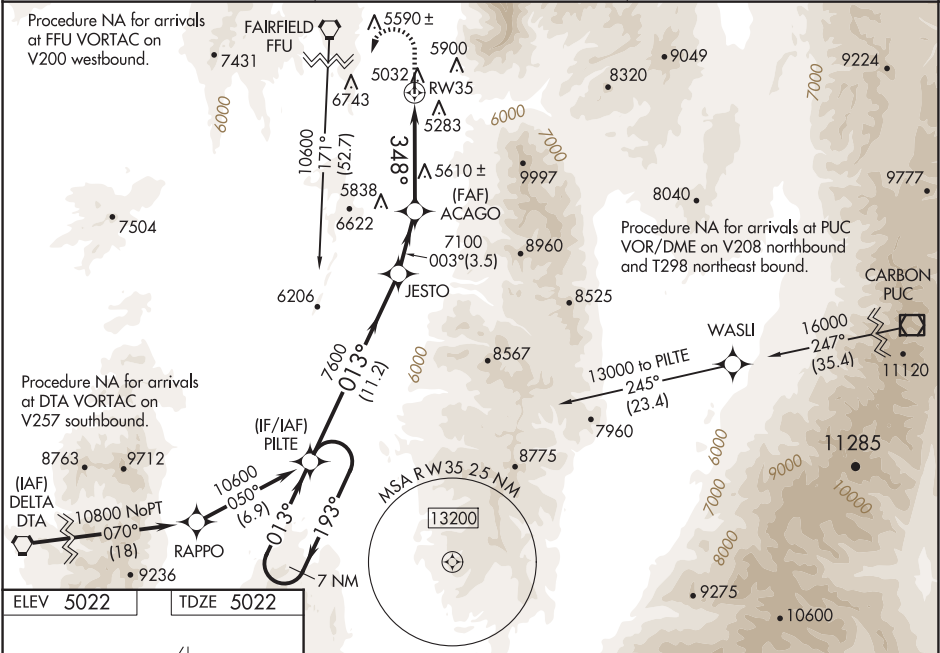 Procedure NA for arrivals
at FFU VORTAC on
V200 westbound.
FAIRFIELD
FFU
5590 ±
5900
5032
RW35
5283
7431
6000
6743
10600
171°
(52.7)
348°
5610 ±
9049
8320
7000
9224
6000
7000
9997
9777
8040
5838
6622
(FAF)
ACAGO
7504
7100
003°(3.5)
8960
Procedure NA for arrivals at PUC
VOR/DME on V208 northbound
and T298 northeast bound.
JESTO
6206
8525
CARBON
PUC
WASLI
16000
247°
(35.4)
11120
13000 to PILTE
245°
(23.4)
7600
013°
(11.2)
6000
8567
Procedure NA for arrivals
at DTA VORTAC on
V257 southbound.
7960
(IF/IAF)
PILTE
8763
9712
8775
6000
7000
8000
9000
10000
11285
(IAF)
DELTA
DTA
10800 NoPT
070°
(18)
RAPPO
10600
050°
(6.9)
013°
193°
7 NM
MSA RW35 25 NM
13200
9236
9275
10600
ELEV 5022
TDZE 5022